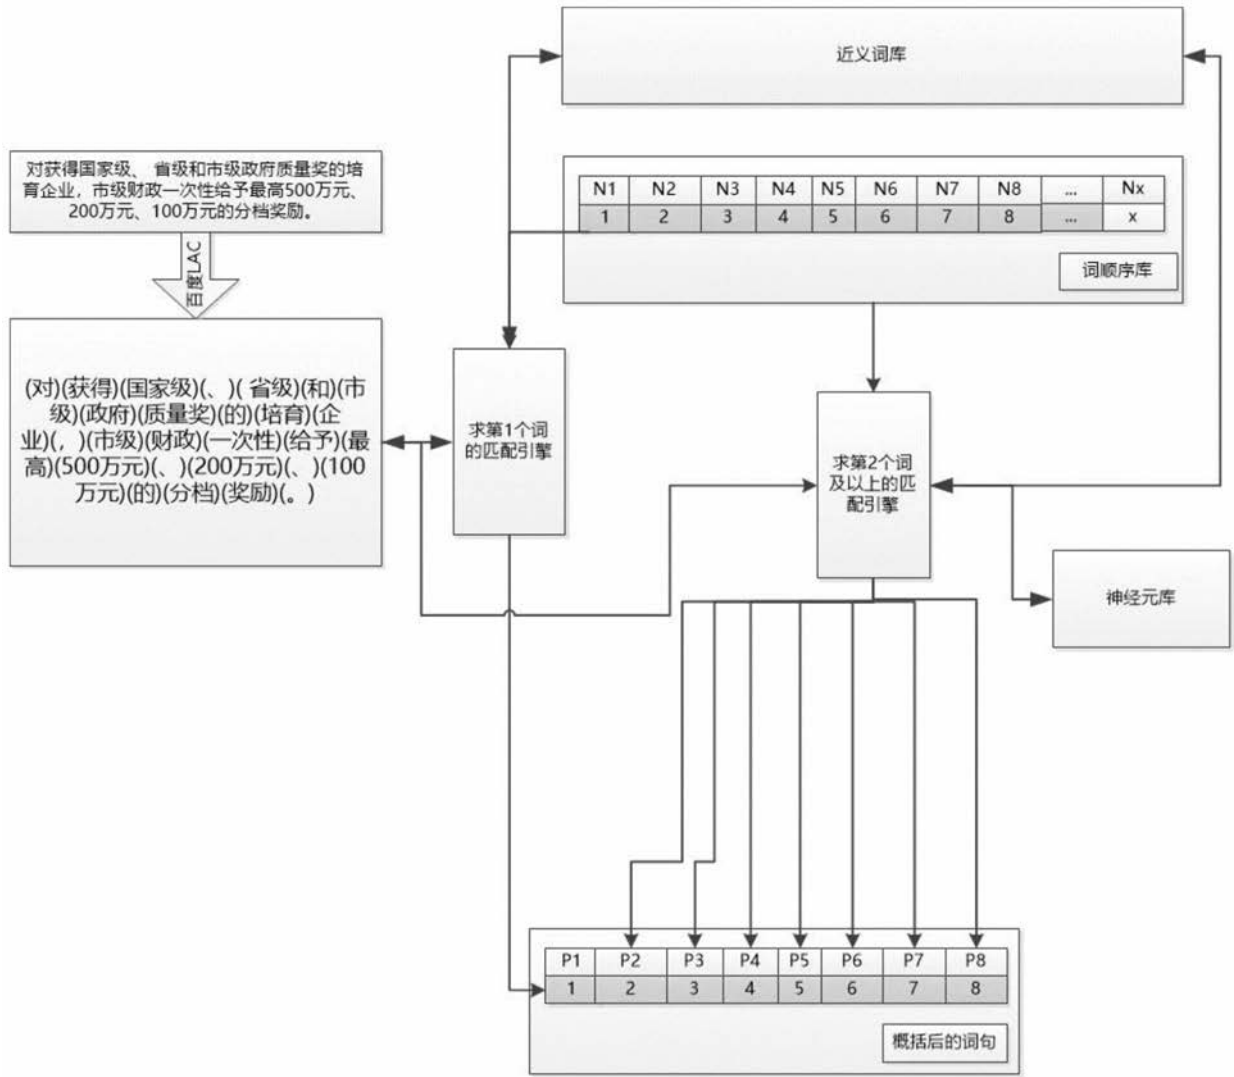 近义词库
对获得国家级、 省级和市级政府质量奖的培
育企业，市级财政一次性给予最高500万元、
200万元、100万元的分档奖励。
N1 N2 N3 N4 N5 N6 N7 N8 ... Nx
1 2 3 4 5 6 7 8 ... x
词顺序库
百度LAC
(对)(获得)(国家级)(、)( 省级)(和)(市
级)(政府)(质量奖)(的)(培育)(企
业)(，)(市级)(财政)(一次性)(给予)(最
高)(500万元)(、)(200万元)(、)(100
万元)(的)(分档)(奖励)(。)
求第1个词
的匹配引擎
求第2个词
及以上的匹
配引擎
神经元库
P1 P2 P3 P4 P5 P6 P7 P8
1 2 3 4 5 6 7 8
概括后的词句